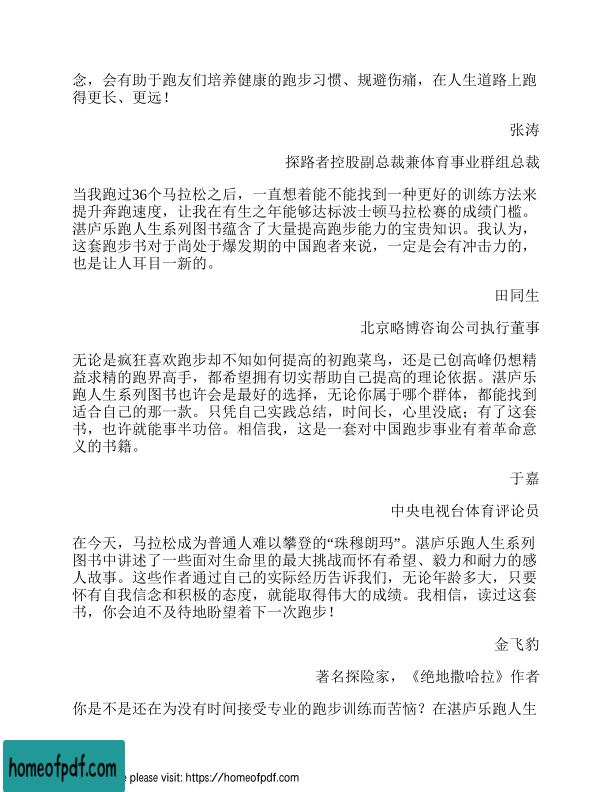 念，会有助于跑友们培养健康的跑步习惯、规避伤痛，在人生道路上跑
得更长、更远！
张涛
探路者控股副总裁兼体育事业群组总裁
当我跑过36个马拉松之后，一直想着能不能找到一种更好的训练方法来
提升奔跑速度，让我在有生之年能够达标波士顿马拉松赛的成绩门槛。
湛庐乐跑人生系列图书蕴含了大量提高跑步能力的宝贵知识。我认为，
这套跑步书对于尚处于爆发期的中国跑者来说，一定是会有冲击力的，
也是让人耳目一新的。
田同生
北京略博咨询公司执行董事
无论是疯狂喜欢跑步却不知如何提高的初跑菜鸟，还是已创高峰仍想精
益求精的跑界高手，都希望拥有切实帮助自己提高的理论依据。湛庐乐
跑人生系列图书也许会是最好的选择，无论你属于哪个群体，都能找到
适合自己的那一款。只凭自己实践总结，时间长，心里没底；有了这套
书，也许就能事半功倍。相信我，这是一套对中国跑步事业有着革命意
义的书籍。
于嘉
中央电视台体育评论员
在今天，马拉松成为普通人难以攀登的“珠穆朗玛”。湛庐乐跑人生系列
图书中讲述了一些面对生命里的最大挑战而怀有希望、毅力和耐力的感
人故事。这些作者通过自己的实际经历告诉我们，无论年龄多大，只要
怀有自我信念和积极的态度，就能取得伟大的成绩。我相信，读过这套
书，你会迫不及待地盼望着下一次跑步！
金飞豹
著名探险家，《绝地撒哈拉》作者
你是不是还在为没有时间接受专业的跑步训练而苦恼？在湛庐乐跑人生
homeofpdf.com
e please visit: https://homeofpdf.com